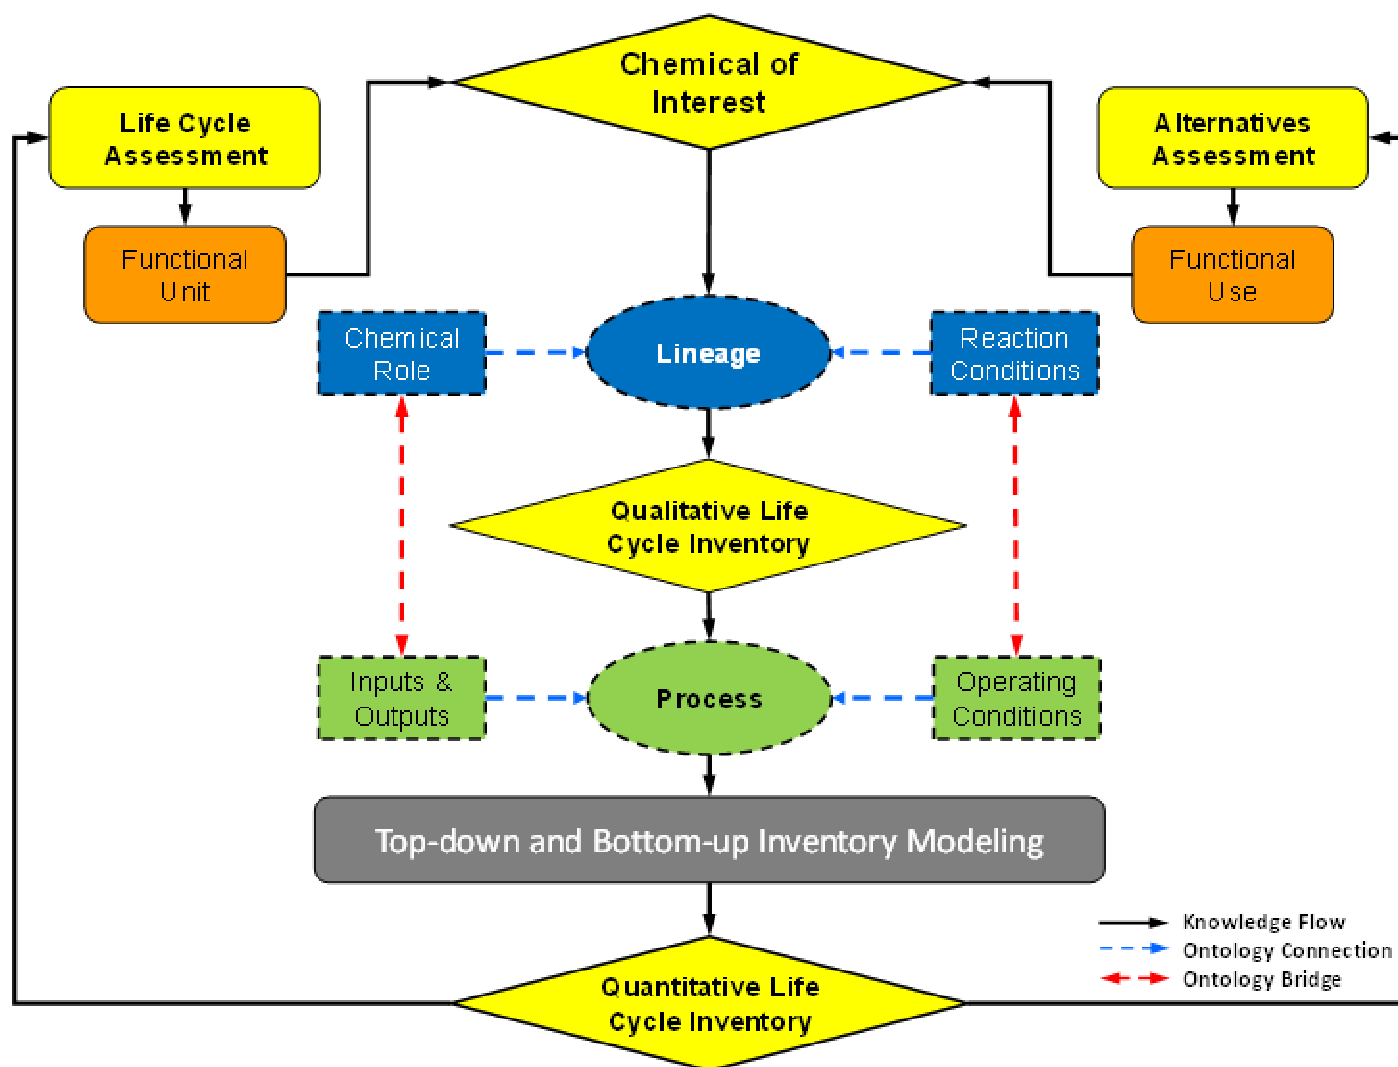 Chemical of
Interest
Life Cycle
Assessment
Alternatives
Assessment
Functional
Unit
Functional
Use
Chemical
Role
Lineage
Reaction
Conditions
Qualitative Life
Cycle Inventory
Inputs &
Outputs
Process
Operating
Conditions
Top-down and Bottom-up Inventory Modeling
Knowledge Flow
Ontology Connection
Ontology Bridge
Quantitative Life
Cycle Inventory